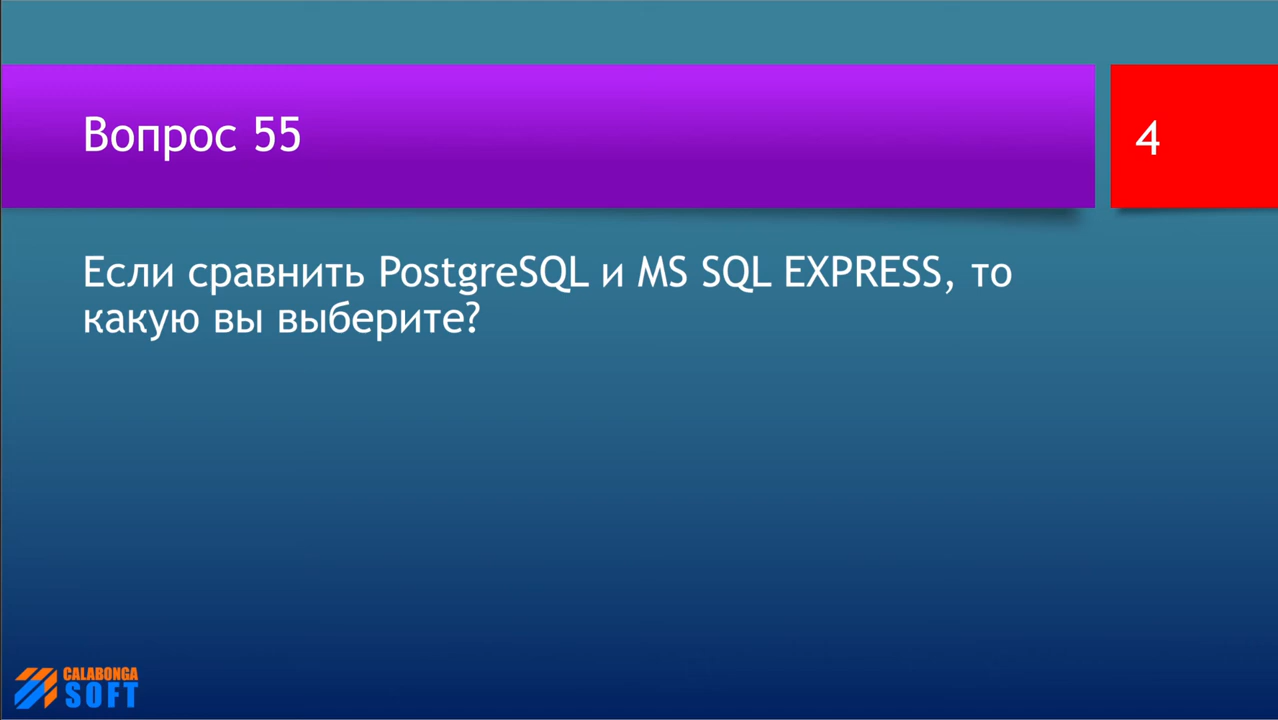 Вопрос 55
4
Если сравнить PostgreSQL и MS SQL EXPRESS, то
какую вы выберите?
CALABONGA
SOFT